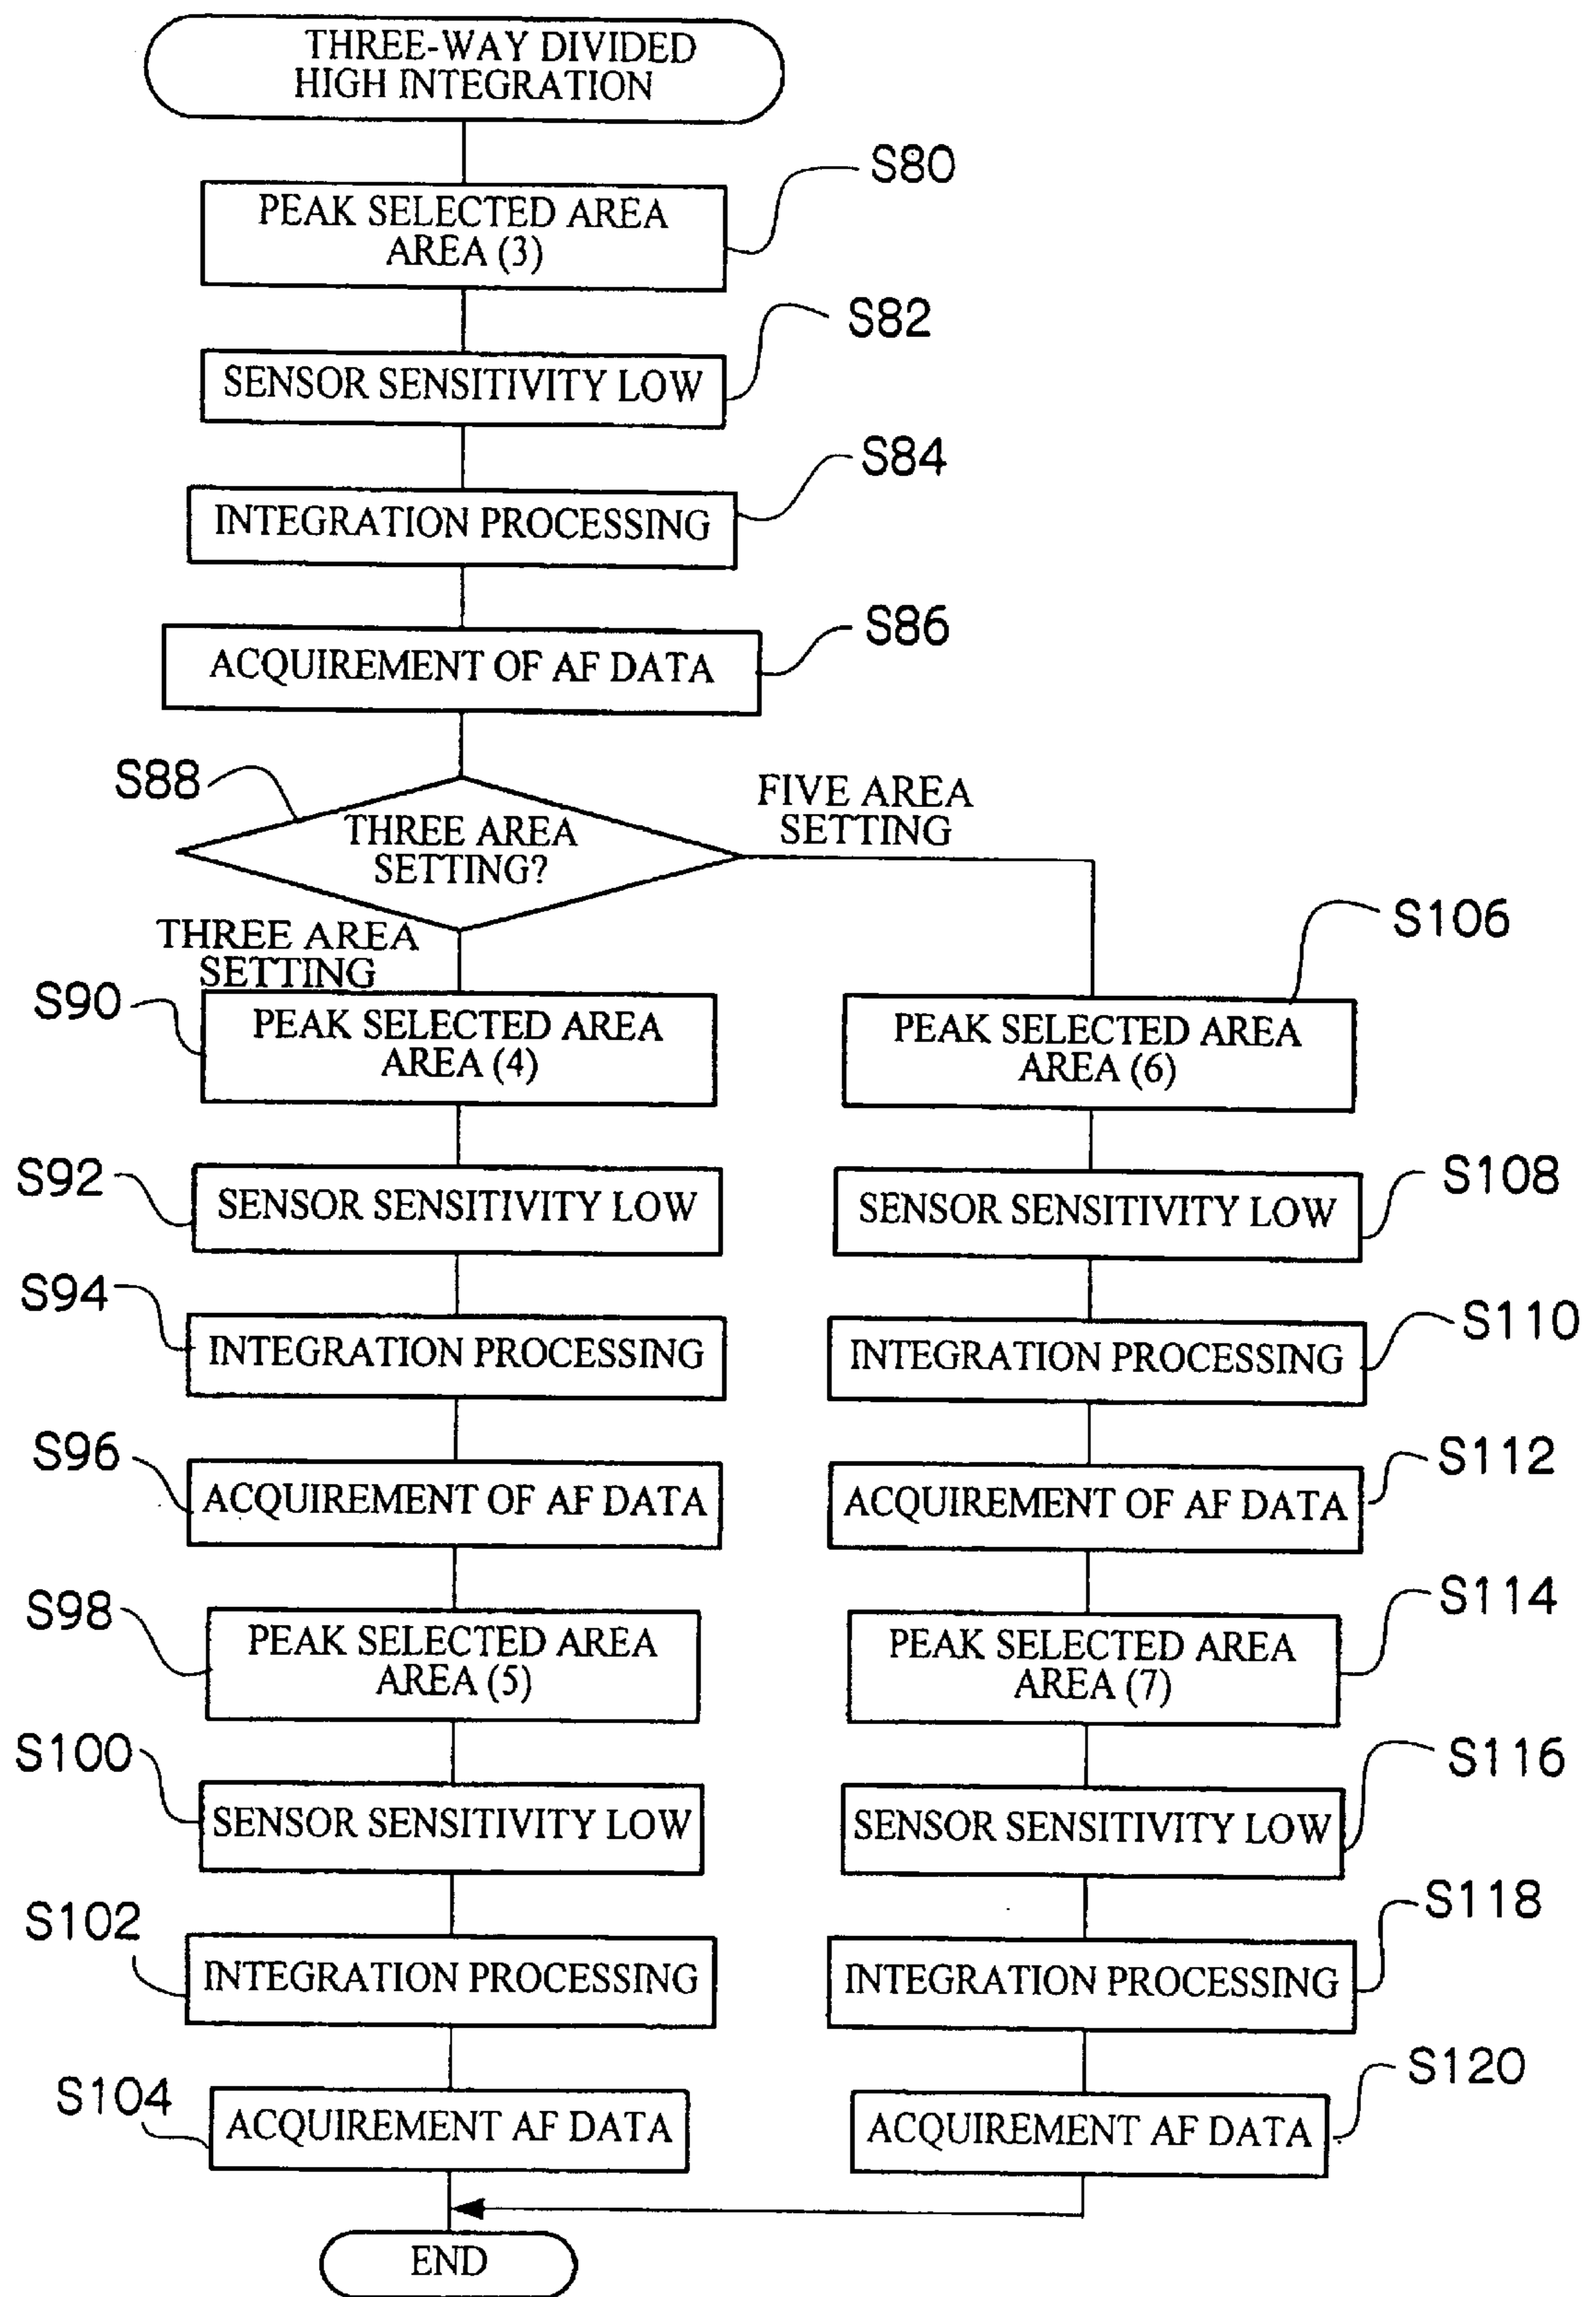 THREE-WAY DIVIDED
HIGH INTEGRATION
S80
PEAK SELECTED AREA
AREA (3)
S82
SENSOR SENSITIVITY LOW
S84
INTEGRATION PROCESSING
S86
ACQUIREMENT OF AF DATA
S88
THREE AREA
SETTING?
FIVE AREA
SETTING
THREE AREA
SETTING
S90
PEAK SELECTED AREA
AREA (4)
S92
SENSOR SENSITIVITY LOW
S94
INTEGRATION PROCESSING
S96
ACQUIREMENT OF AF DATA
S98
PEAK SELECTED AREA
AREA (5)
S100
SENSOR SENSITIVITY LOW
S102
INTEGRATION PROCESSING
S104
ACQUIREMENT AF DATA
S106
PEAK SELECTED AREA
AREA (6)
S108
SENSOR SENSITIVITY LOW
S110
INTEGRATION PROCESSING
S112
ACQUIREMENT OF AF DATA
S114
PEAK SELECTED AREA
AREA (7)
S116
SENSOR SENSITIVITY LOW
S118
INTEGRATION PROCESSING
S120
ACQUIREMENT AF DATA
END